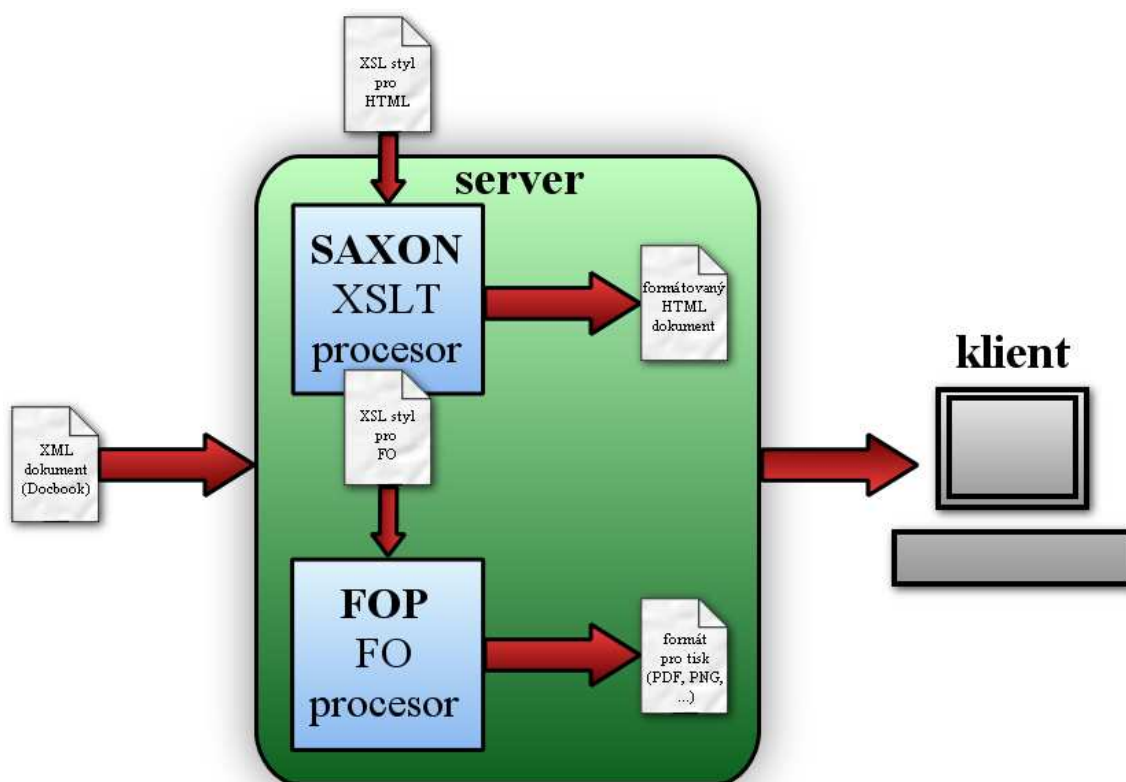 XSL styl
pro
HTML
server
SAXON
XSLT
procesor
formátovaný
HTML
dokument
klient
XML
dokument
(Docbook)
XSL styl
pro
FO
FOP
FO
procesor
formát
pro tisk
(PDF, PNG,
...)